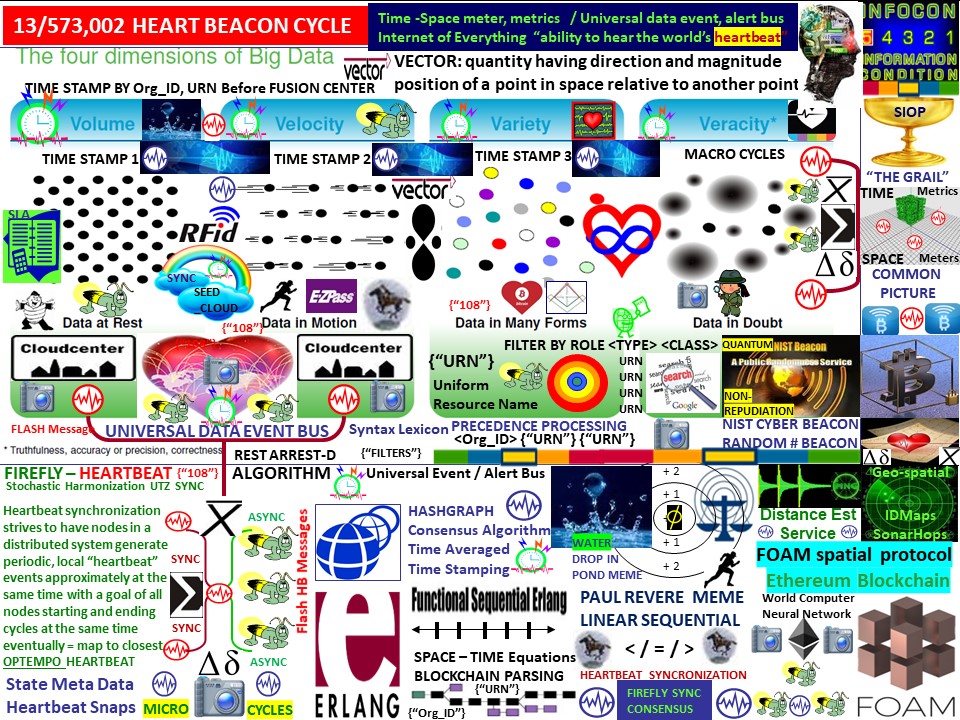 13/573,002 HEART BEACON CYCLE
Time -Space meter, metrics / Universal data event, alert bus
Internet of Everything “ability to hear the world’s heartbeat”
INFOCON
5 4 3 2 1
INFORMATION
CONDITION
The four dimensions of Big Data
vector
VECTOR: quantity having direction and magnitude
position of a point in space relative to another point
TIME STAMP BY Org_ID, URN Before FUSION CENTER
Volume
Velocity
Variety
Veracity*
SIOP
TIME STAMP 1
TIME STAMP 2
TIME STAMP 3
MACRO CYCLES
“THE GRAIL”
TIME
Metrics
SPACE
Meters
COMMON
PICTURE
SLA
RFid
vector
X
Σ
Δδ
SYNC
SEED
_CLOUD
E-ZPass
{“108”}
{“108”}
Data at Rest
Data in Motion
Data in Many Forms
Data in Doubt
Cloudcenter
Cloudcenter
FILTER BY ROLE <TYPE> <CLASS>
{“URN”}
Uniform
Resource Name
URN
URN
URN
URN
search
Google
QUANTUM
NIST Beacon
A Public Randomness Service
NON-
REPUDIATION
FLASH Message
UNIVERSAL DATA EVENT BUS
Syntax Lexicon
PRECEDENCE PROCESSING
<Org_ID> {“URN”} {“URN”}
NIST CYBER BEACON
RANDOM # BEACON
* Truthfulness, accuracy or precision, correctness
REST ARREST-D
{“FILTERS”}
Δδ
X
FIREFLY – HEARTBEAT {“108”} ALGORITHM
Universal Event / Alert Bus
Stochastic Harmonization UTZ SYNC
Heartbeat synchronization
strives to have nodes in a
distributed system generate
periodic, local “heartbeat”
events approximately at the
same time with a goal of all
nodes starting and ending
cycles at the same time
eventually = map to closest
OPTEMPO HEARTBEAT
State Meta Data
Heartbeat Snaps
MICRO
CYCLES
X
SYNC
Σ
SYNC
Δδ
ASYNC
ASYNC
Flash HB Messages
HASHGRAPH
Consensus Algorithm
Time Averaged
Time Stamping
ERLANG
Functional Sequential Erlang
SPACE – TIME Equations
BLOCKCHAIN PARSING
{“URN”}
{“Org_ID”}
WATER
DROP IN
POND MEME
+ 2
+ 1
Ø
+ 1
+ 2
PAUL REVERE MEME
LINEAR SEQUENTIAL
< / = / >
HEARTBEAT SYNCRONIZATION
FIREFLY SYNC
CONSENSUS
PING
Distance Est
Service
Geo-spatial
IDMaps
SonarHops
FOAM spatial protocol
Ethereum Blockchain
World Computer
Neural Network
FOAM